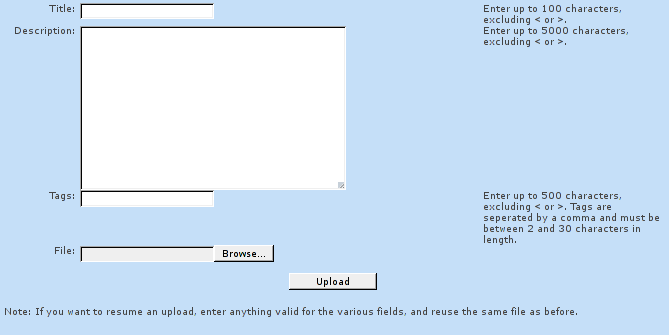 Title:
Enter up to 100 characters,
excluding < or >.
Description:
Enter up to 5000 characters,
excluding < or >.
Tags:
Enter up to 500 characters,
excluding < or >. Tags are
seperated by a comma and must be
between 2 and 30 characters in
length.
File:
Browse...
Upload
Note: If you want to resume an upload, enter anything valid for the various fields, and reuse the same file as before.